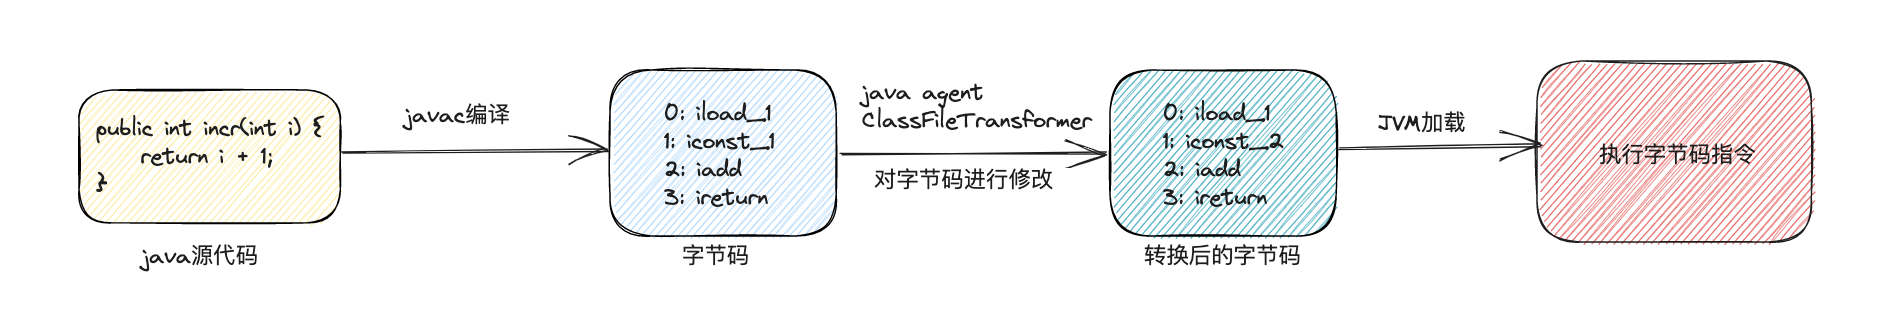 public int incr(int i) {
return i + 1;
}
java源代码
javac编译
0: iload_1
1: iconst_1
2: iadd
3: ireturn
字节码
java agent
ClassFileTransformer
对字节码进行修改
0: iload_1
1: iconst_2
2: iadd
3: ireturn
转换后的字节码
JVM加载
执行字节码指令